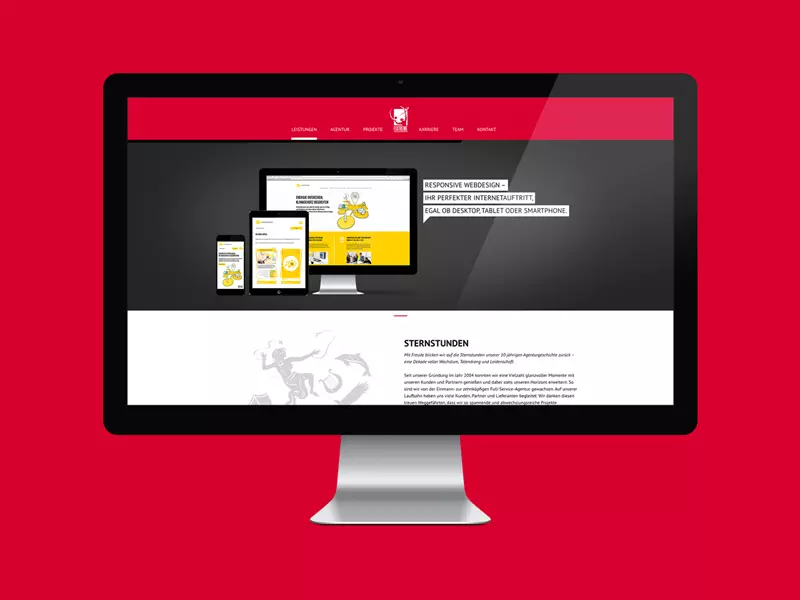 LEISTUNGEN AGENTUR PROJEKTE KARRIERE TEAM KONTAKT
RESPONSIVE WEBDESIGN –
IHR PERFEKTER INTERNETAUFTRITT,
EGAL OB DESKTOP, TABLET ODER SMARTPHONE.
ENERGIE ENTDECKEN,
KLIMASCHUTZ BEGREIFEN
STERNSTUNDEN
Mit Freude blicken wir auf die Sternstunden unserer 10 jährigen Agenturgeschichte zurück –
eine Dekade voller Wachstum, Tatendrang und Leidenschaft.
Seit unserer Gründung im Jahr 2004 konnten wir eine Vielzahl glanzvoller Momente mit
unseren Kunden und Partnern genießen und dabei stets unseren Horizont erweitern. So
sind wir von der Einmann- zur zehnköpfigen Full-Service-Agentur gewachsen. Auf unserer
Laufbahn haben uns viele Kunden, Partner und Lieferanten begleitet. Wir danken diesen
treuen Weggefährten, dass wir so spannende und abwechslungsreiche Projekte